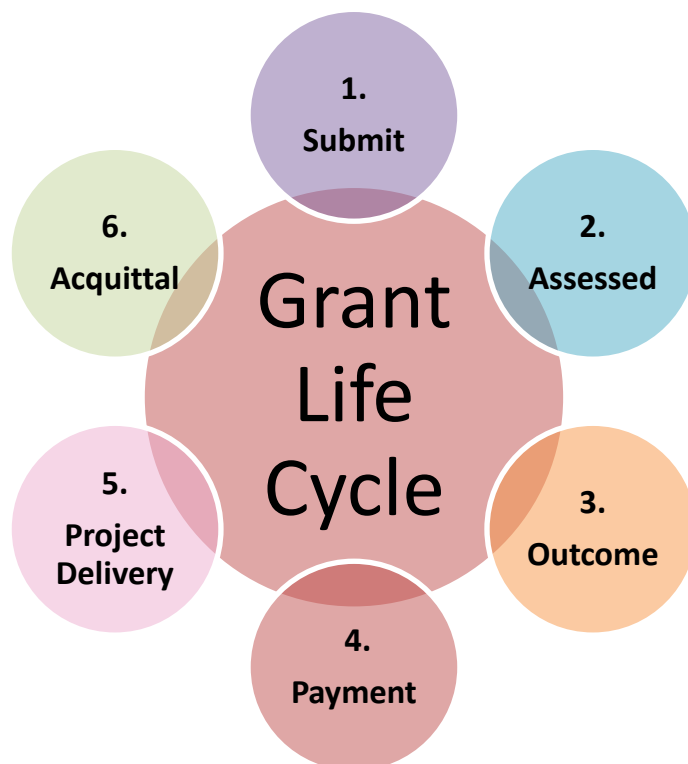 Grant
Life
Cycle
1.
Submit
2.
Assessed
3.
Outcome
4.
Payment
5.
Project
Delivery
6.
Acquittal